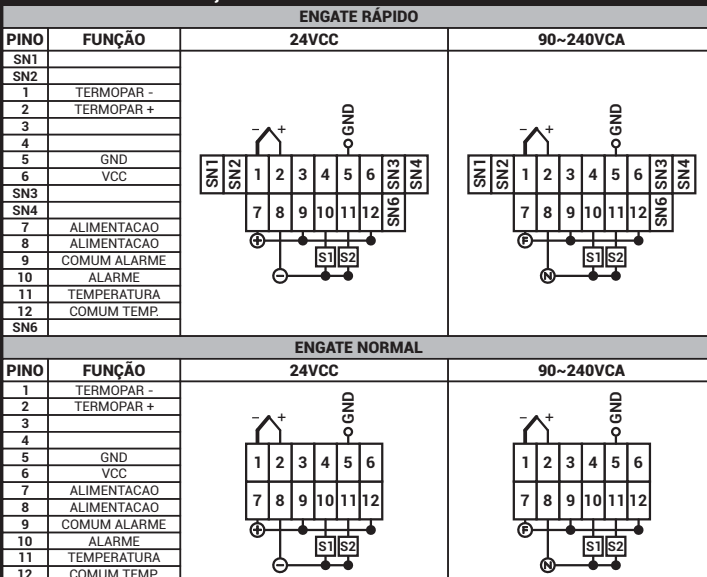 ENGATE RÁPIDO
PINO FUNÇÃO 24VCC 90~240VCA
SN1
SN2
1 TERMOPAR -
2 TERMOPAR +
3
4
5 GND
6 VCC
SN3
SN4
7 ALIMENTACAO
8 ALIMENTACAO
9 COMUM ALARME
10 ALARME
11 TEMPERATURA
12 COMUM TEMP.
SN6
- + GND
SN1 SN2 1 2 3 4 5 6 SN3 SN4
7 8 9 10 11 12 SN6
+
S1 S2
-
- + GND
SN1 SN2 1 2 3 4 5 6 SN3 SN4
7 8 9 10 11 12 SN6
F
S1 S2
N
ENGATE NORMAL
PINO FUNÇÃO 24VCC 90~240VCA
1 TERMOPAR -
2 TERMOPAR +
3
4
5 GND
6 VCC
7 ALIMENTACAO
8 ALIMENTACAO
9 COMUM ALARME
10 ALARME
11 TEMPERATURA
12 COMUM TEMP.
- + GND
1 2 3 4 5 6
7 8 9 10 11 12
+
S1 S2
-
- + GND
1 2 3 4 5 6
7 8 9 10 11 12
F
S1 S2
N